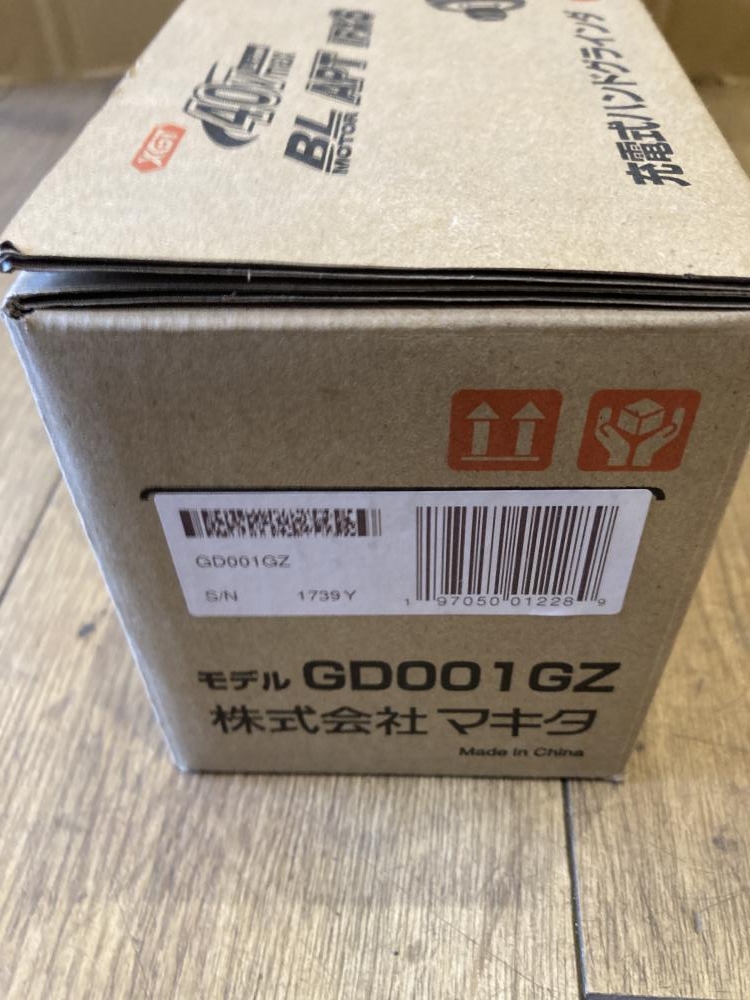 XGT
40Vmax
BL MOTOR
APT
充電式ハンドグラインダ
GD001GZ
S/N 1739Y
1 97050 01228 9
モデル GD001GZ
株式会社マキタ
Made in China